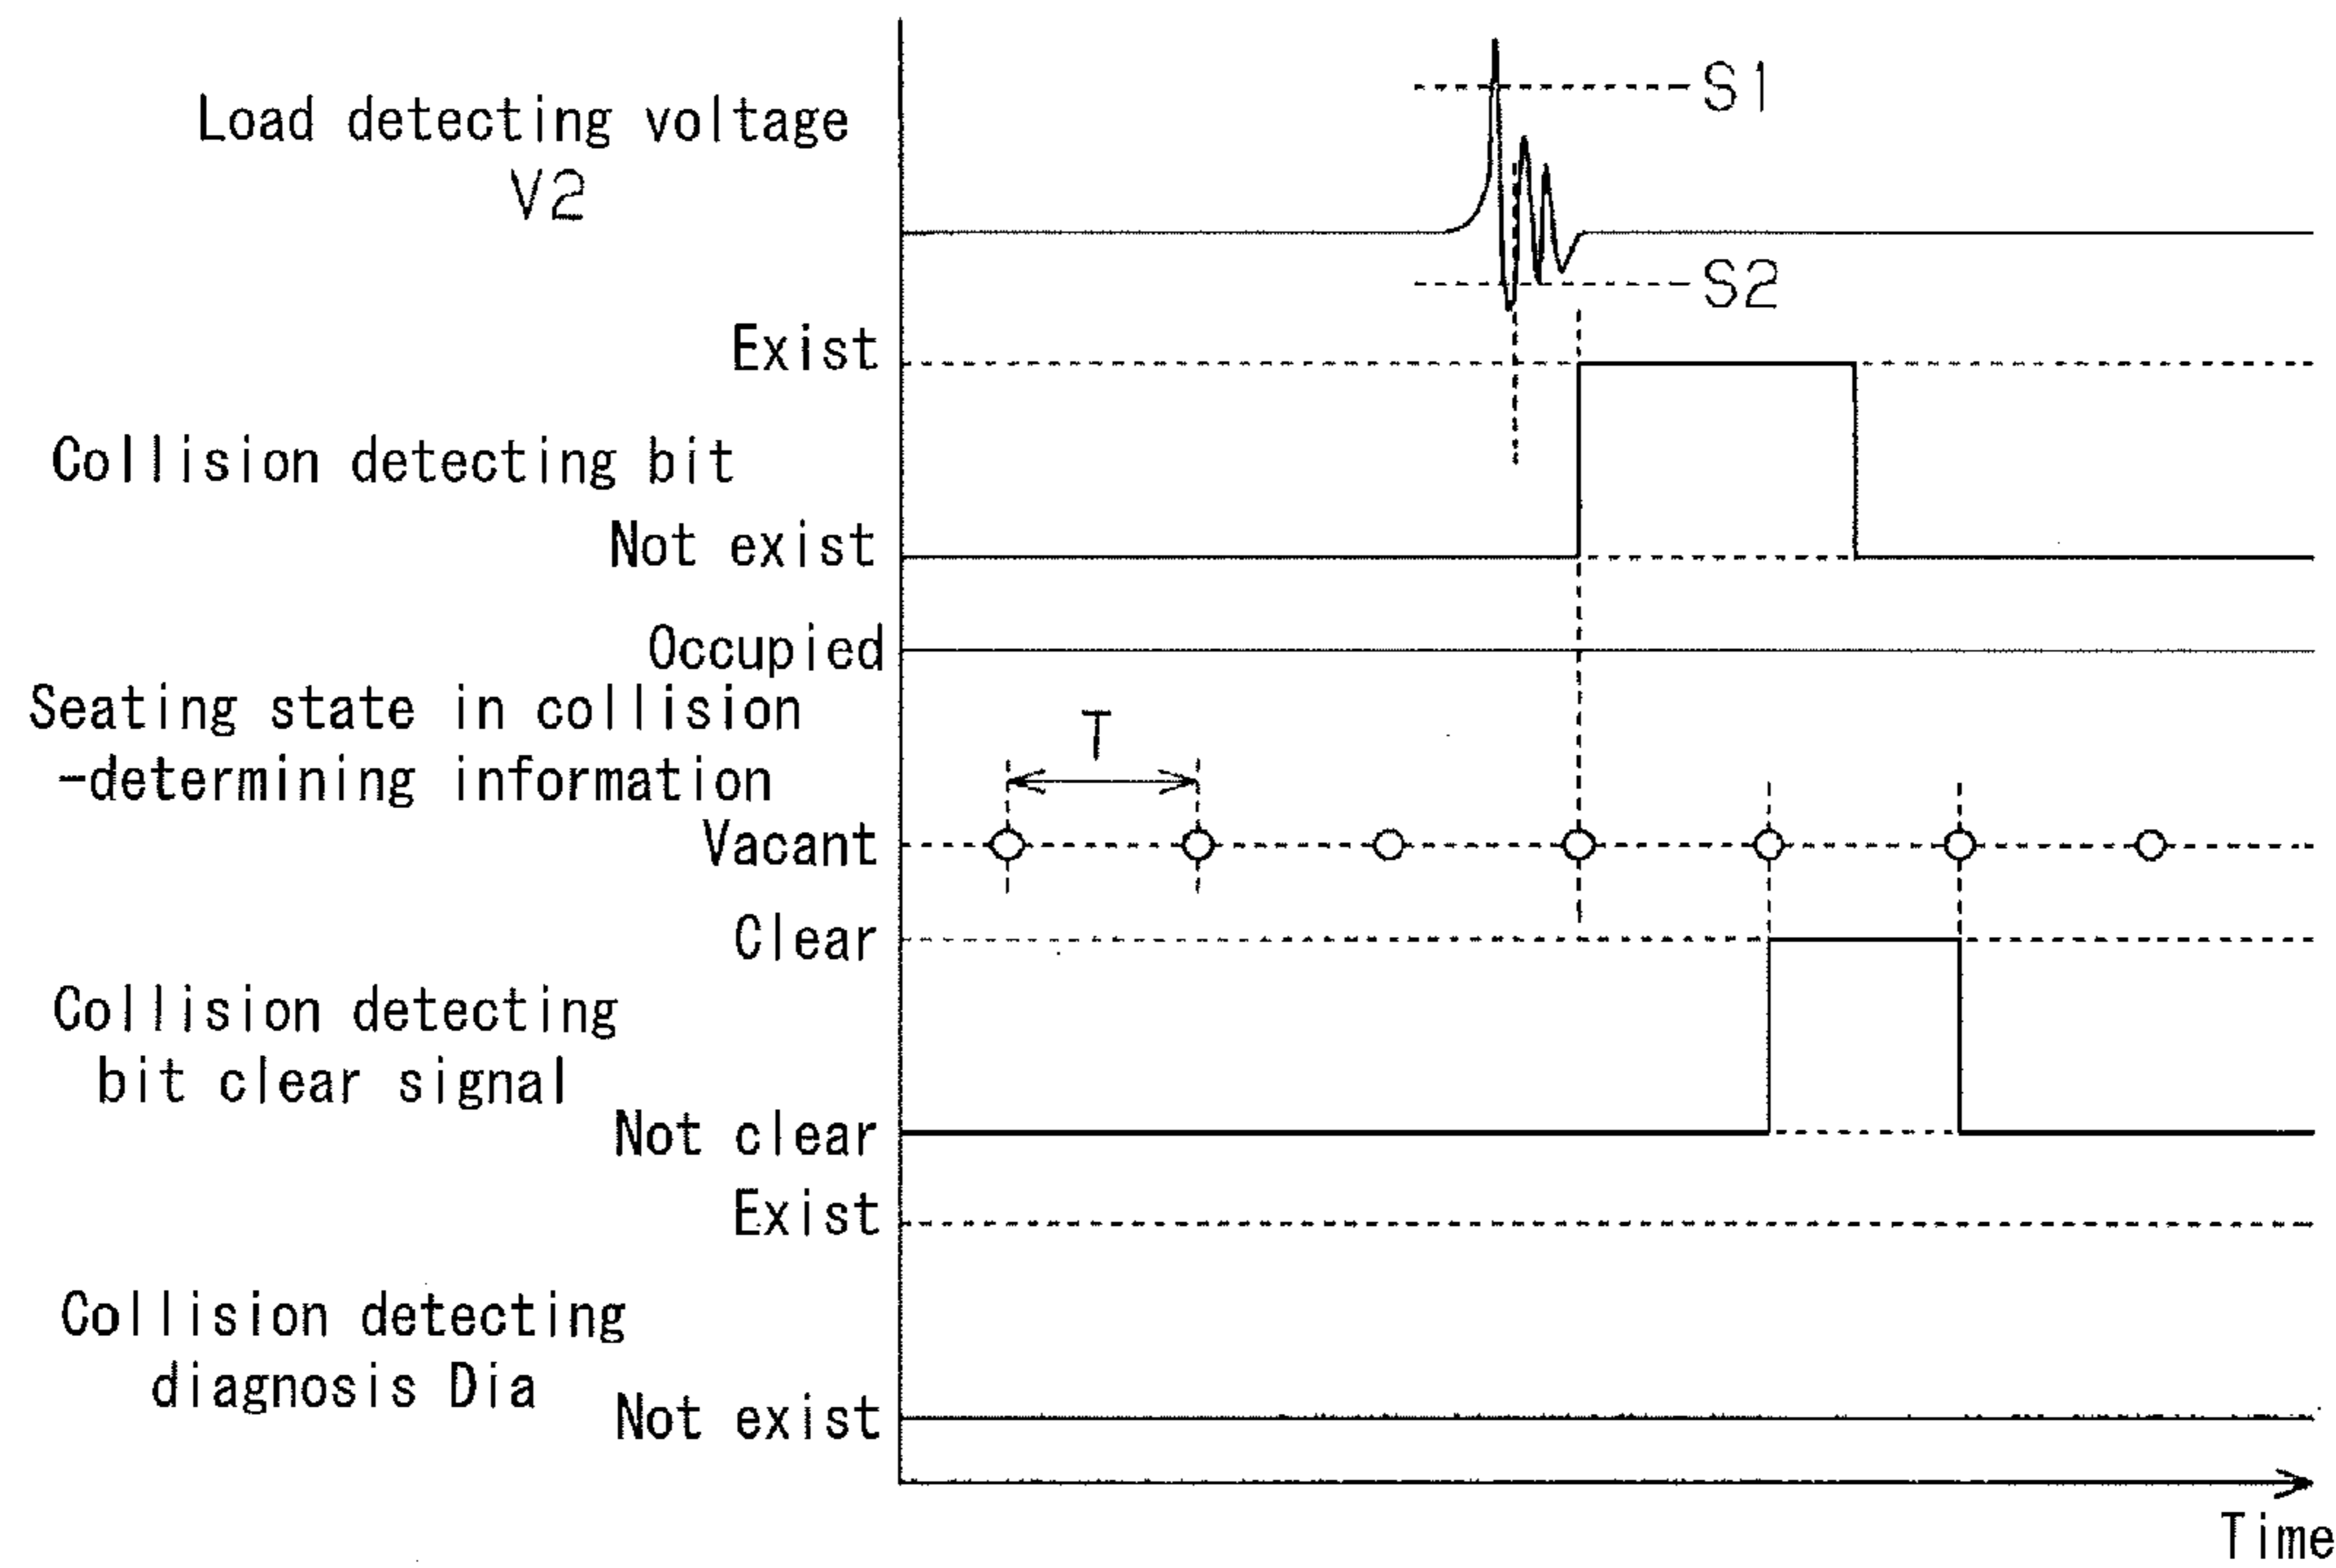 Load detecting voltage
V2
S1
S2
Exist
Collision detecting bit
Not exist
Occupied
Seating state in collision
-determining information
T
Vacant
Clear
Collision detecting
bit clear signal
Not clear
Exist
Collision detecting
diagnosis Dia
Not exist
Time